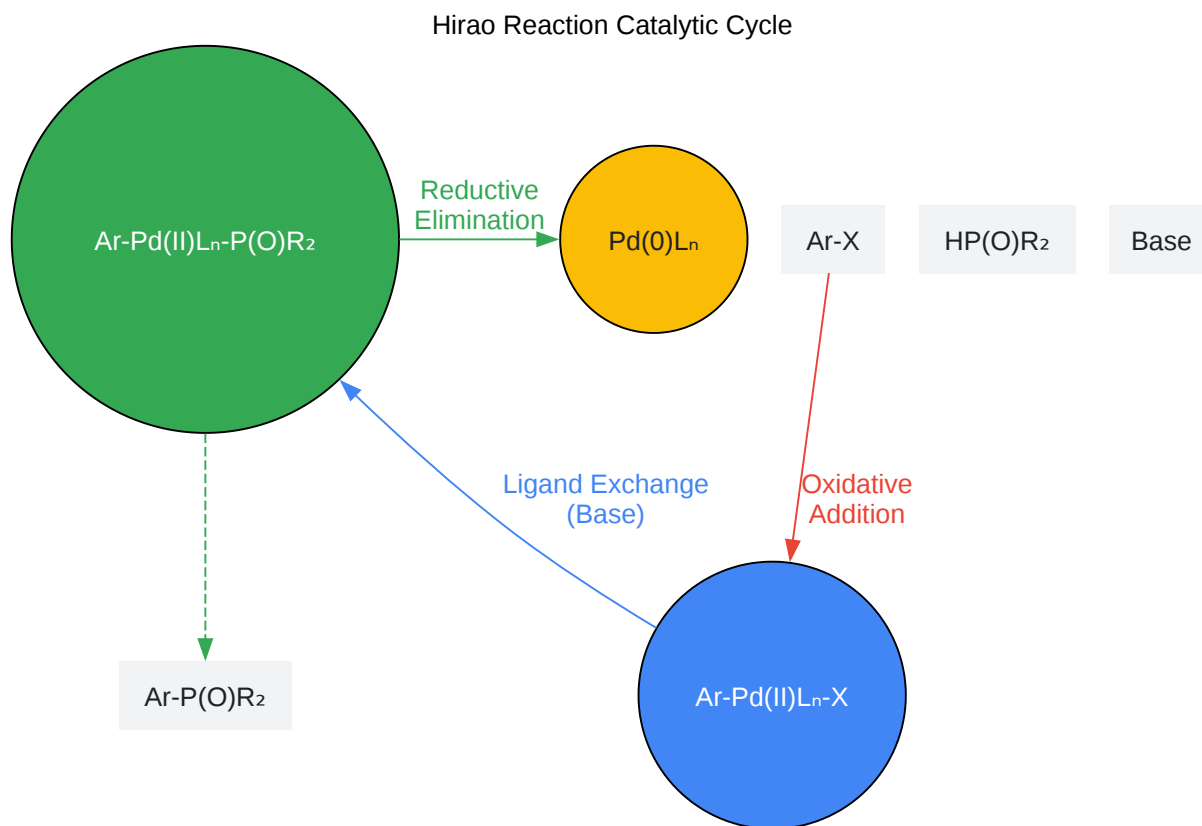 Hirao Reaction Catalytic Cycle
Ar-Pd(II)Lₙ-P(O)R₂
Reductive
Elimination
Pd(0)Lₙ
Ar-X
HP(O)R₂
Base
Ligand Exchange
(Base)
Oxidative
Addition
Ar-P(O)R₂
Ar-Pd(II)Lₙ-X